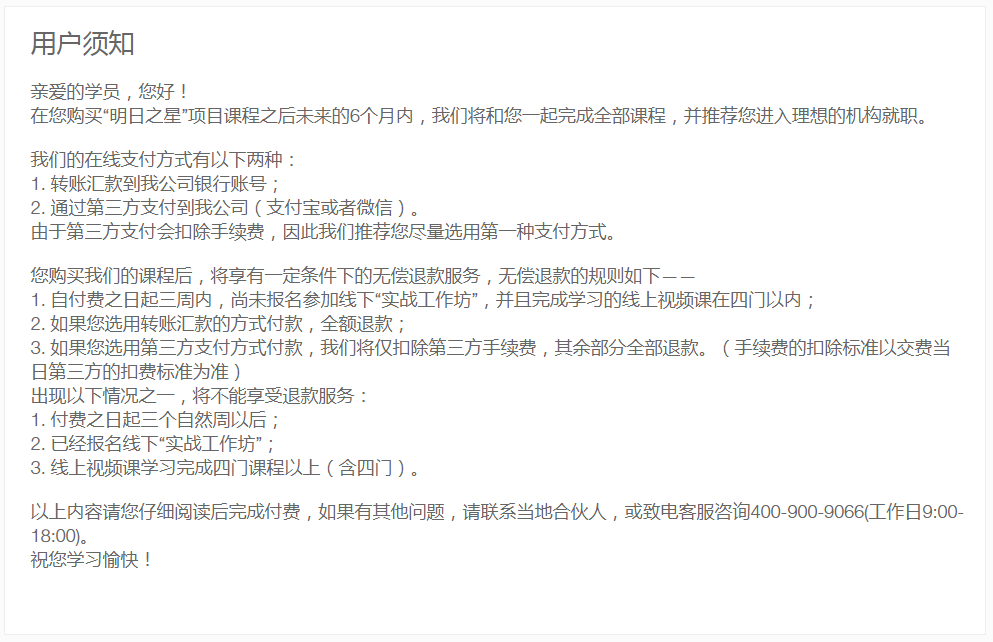 用户须知
亲爱的学员，您好！
在您购买“明日之星”项目课程之后未来的6个月内，我们将和您一起完成全部课程，并推荐您进入理想的机构就职。
我们的在线支付方式有以下两种：
1. 转账汇款到我公司银行账号；
2. 通过第三方支付到我公司（支付宝或者微信）。
由于第三方支付会扣除手续费，因此我们推荐您尽量选用第一种支付方式。
您购买我们的课程后，将享有一定条件下的无偿退款服务，无偿退款的规则如下——
1. 自付费之日起三周内，尚未报名参加线下“实战工作坊”，并且完成学习的线上视频课在四门以内；
2. 如果您选用转账汇款的方式付款，全额退款；
3. 如果您选用第三方支付方式付款，我们将仅扣除第三方手续费，其余部分全部退款。（手续费的扣除标准以交费当
日第三方的扣费标准为准）
出现以下情况之一，将不能享受退款服务：
1. 付费之日起三个自然周以后；
2. 已经报名线下“实战工作坊”；
3. 线上视频课学习完成四门课程以上（含四门）。
以上内容请您仔细阅读后完成付费，如果有其他问题，请联系当地合伙人，或致电客服咨询400-900-9066(工作日9:00-
18:00)。
祝您学习愉快！